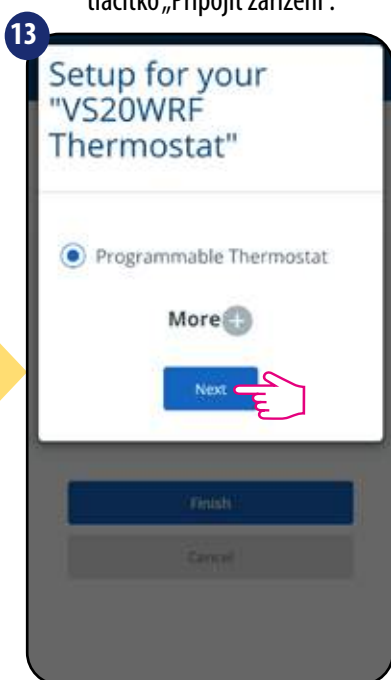 tlačítko „Připojit zařízení“.
13
Setup for your
"VS20WRF
Thermostat"
Programmable Thermostat
More +
Next
Finish
Cancel